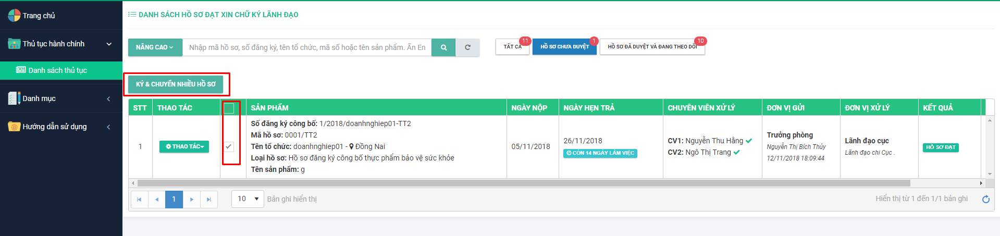 Trang chủ
Thủ tục hành chính
Danh sách thủ tục
Danh mục
Hướng dẫn sử dụng
DANH SÁCH HỒ SƠ ĐẠT XIN CHỮ KÝ LÃNH ĐẠO
NÂNG CAO
Nhập mã hồ sơ, số đăng ký, tên tổ chức, mã số hoặc tên sản phẩm. Ấn En
TẤT CẢ 11
HỒ SƠ CHƯA DUYỆT 1
HỒ SƠ ĐÃ DUYỆT VÀ ĐANG THEO DÕI 10
KÝ & CHUYỂN NHIỀU HỒ SƠ
STT THAO TÁC SẢN PHẨM NGÀY NỘP NGÀY HẸN TRẢ CHUYÊN VIÊN XỬ LÝ ĐƠN VỊ GỬI ĐƠN VỊ XỬ LÝ KẾT QUẢ
1
THAO TÁC
Số đăng ký công bố: 1/2018/doanhnghiep01-TT2
Mã hồ sơ: 0001/TT2
Tên tổ chức: doanhnghiep01 - Đồng Nai
Loại hồ sơ: Hồ sơ đăng ký công bố thực phẩm bảo vệ sức khỏe
Tên sản phẩm: g
05/11/2018
26/11/2018
CÒN 14 NGÀY LÀM VIỆC
CV1: Nguyễn Thu Hằng
CV2: Ngô Thị Trang
Trưởng phòng
Nguyễn Thị Bích Thủy
12/11/2018 18:09:44
Lãnh đạo cục
Lãnh đạo chi Cục .
HỒ SƠ ĐẠT
1
10 Bản ghi hiển thị
Hiển thị từ 1 đến 1/1 bản ghi